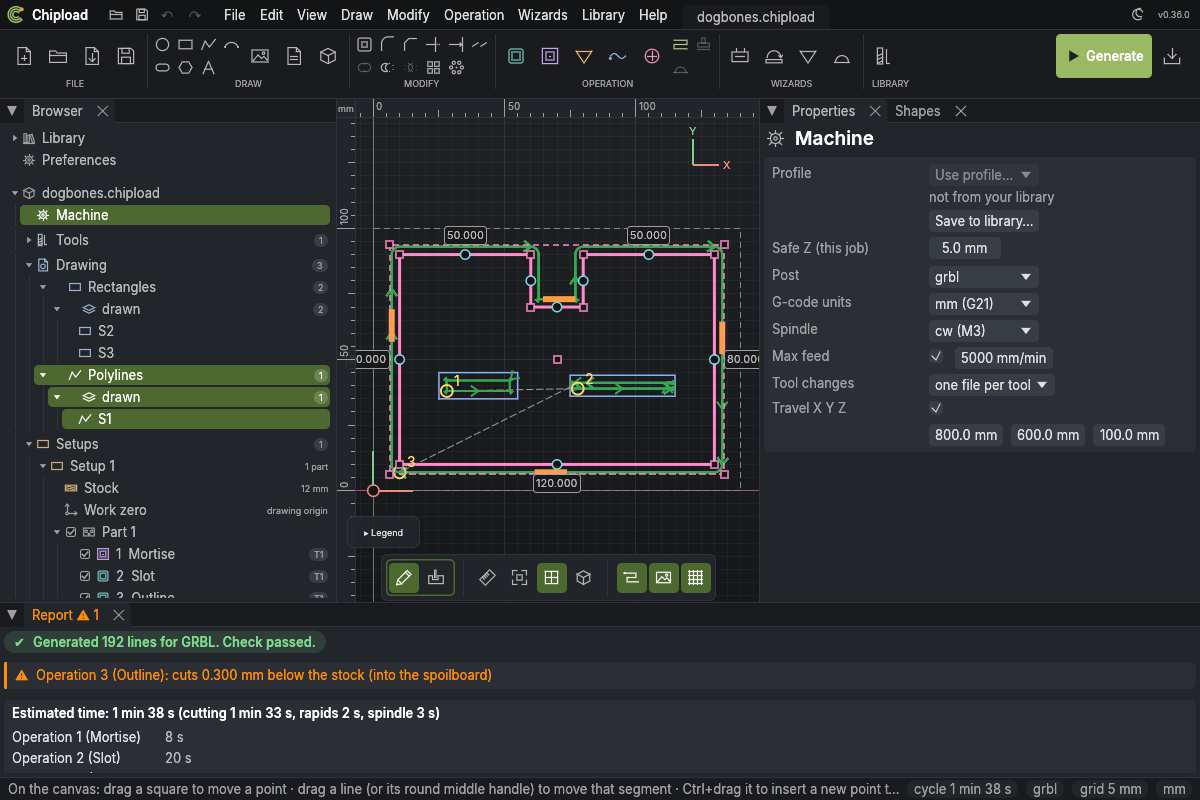 Chipload
File Edit View Draw Modify Operation Wizards Library Help
dogbones.chipload
v0.36.0
FILE
DRAW
MODIFY
OPERATION
WIZARDS
LIBRARY
Generate
Browser
Library
Preferences
dogbones.chipload
Machine
Tools 1
Drawing 3
Rectangles 2
drawn 2
S2
S3
Polylines 1
drawn 1
S1
Setups 1
Setup 1 1 part
Stock 12 mm
Work zero drawing origin
Part 1
1 Mortise T1
2 Slot T1
3 Outline T1
mm 0 50 100
100
50
0
Y
X
50.000 50.000
0.000 80.000
1 2
3
120.000
▸ Legend
Properties
Shapes
Machine
Profile Use profile...
not from your library
Save to library...
Safe Z (this job) 5.0 mm
Post grbl
G-code units mm (G21)
Spindle cw (M3)
Max feed 5000 mm/min
Tool changes one file per tool
Travel X Y Z
800.0 mm 600.0 mm 100.0 mm
Report 1
✔ Generated 192 lines for GRBL. Check passed.
Operation 3 (Outline): cuts 0.300 mm below the stock (into the spoilboard)
Estimated time: 1 min 38 s (cutting 1 min 33 s, rapids 2 s, spindle 3 s)
Operation 1 (Mortise) 8 s
Operation 2 (Slot) 20 s
On the canvas: drag a square to move a point · drag a line (or its round middle handle) to move that segment · Ctrl+drag it to insert a new point t... cycle 1 min 38 s grbl grid 5 mm mm